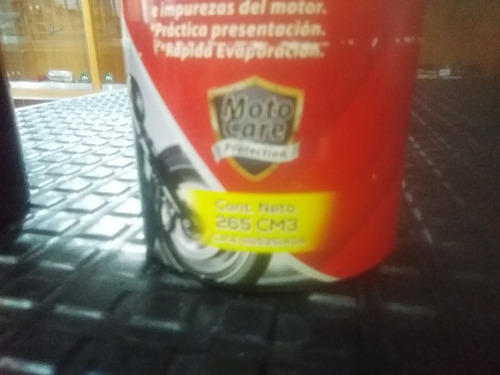 e impurezas del motor.
*Práctica presentación.
*Rápida Evaporación.
Moto
care
Protection
Cont. Neto
265 CM3